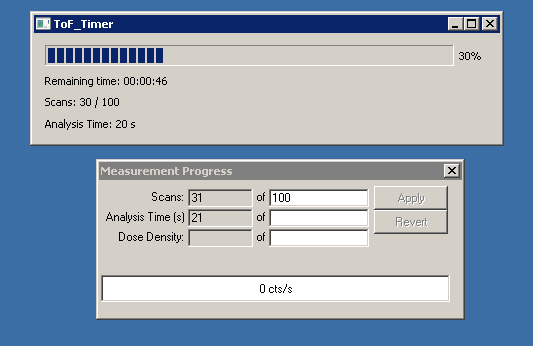 ToF_Timer
30%
Remaining time: 00:00:46
Scans: 30 / 100
Analysis Time: 20 s
Measurement Progress
Scans: 31 of 100 Apply
Analysis Time (s) 21 of Revert
Dose Density: of
0 cts/s